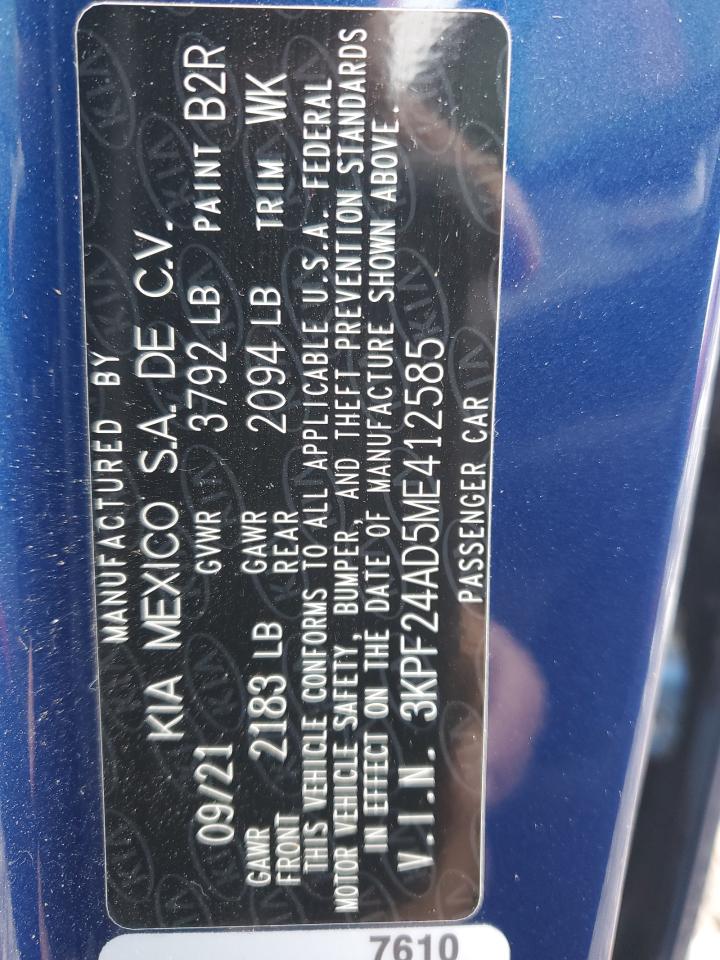 MANUFACTURED BY
KIA MEXICO S.A. DE C.V.
09/21 GVWR 3792 LB PAINT B2R
GAWR FRONT 2183 LB GAWR REAR 2094 LB TRIM WK
THIS VEHICLE CONFORMS TO ALL APPLICABLE U.S.A. FEDERAL
MOTOR VEHICLE SAFETY, BUMPER, AND THEFT PREVENTION STANDARDS
IN EFFECT ON THE DATE OF MANUFACTURE SHOWN ABOVE.
V.I.N. 3KPF24AD5ME412585
PASSENGER CAR
7610